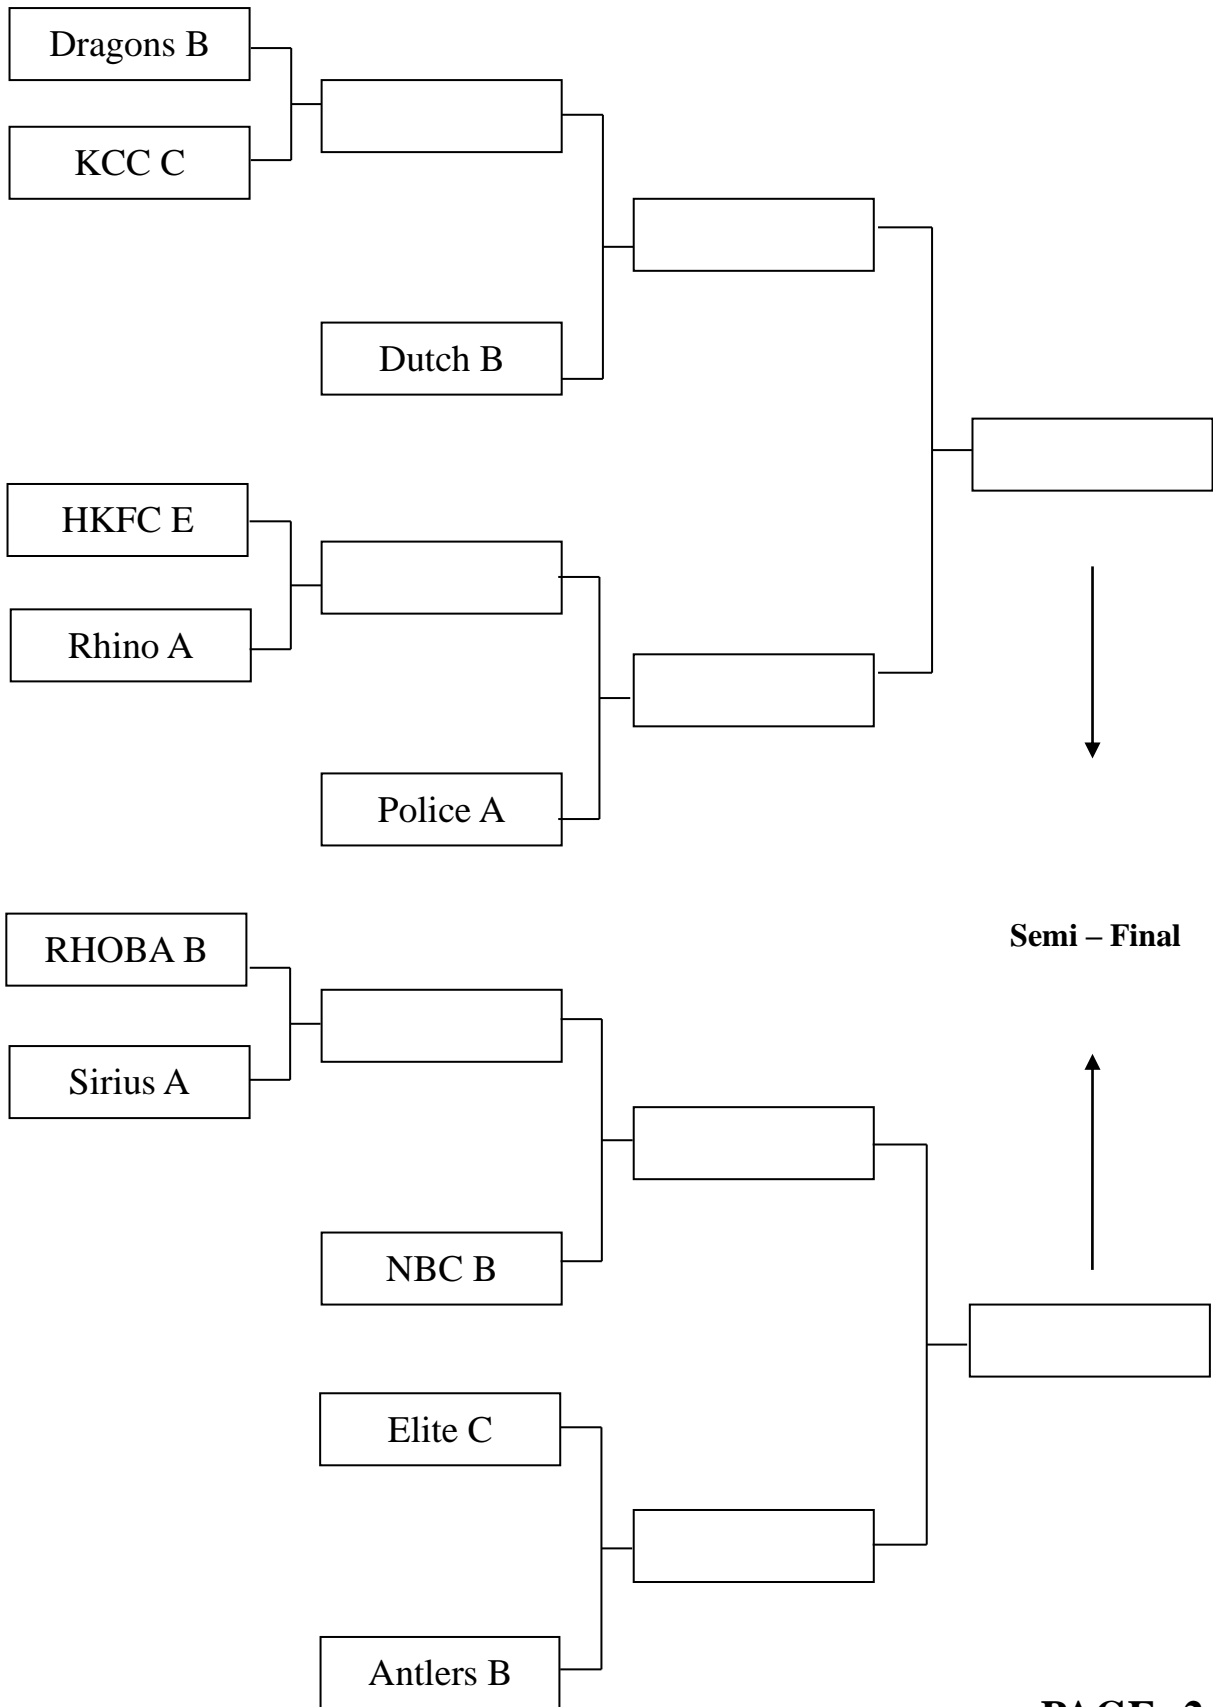 Dragons B
KCC C
Dutch B
HKFC E
Rhino A
Police A
RHOBA B
Semi – Final
Sirius A
NBC B
Elite C
Antlers B